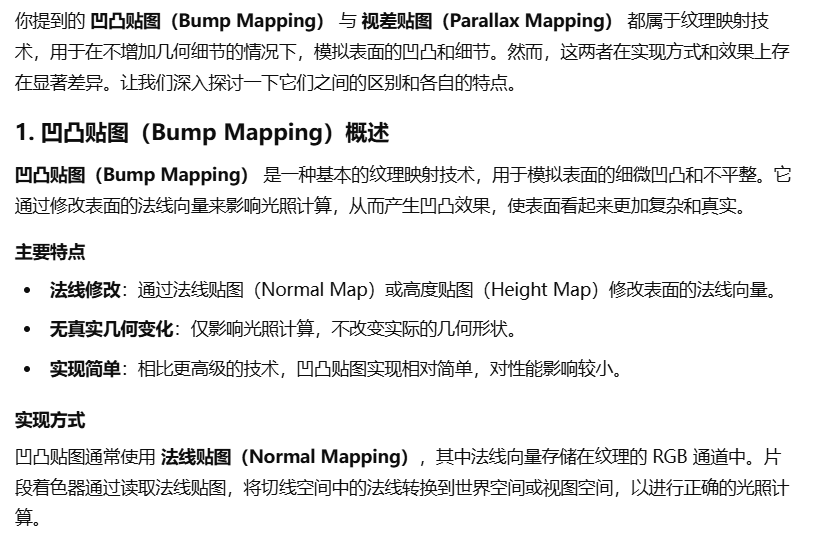 你提到的 凹凸贴图（Bump Mapping） 与 视差贴图（Parallax Mapping） 都属于纹理映射技
术，用于在不增加几何细节的情况下，模拟表面的凹凸和细节。然而，这两者在实现方式和效果上存
在显著差异。让我们深入探讨一下它们之间的区别和各自的特点。
1. 凹凸贴图（Bump Mapping）概述
凹凸贴图（Bump Mapping） 是一种基本的纹理映射技术，用于模拟表面的细微凹凸和不平整。它
通过修改表面的法线向量来影响光照计算，从而产生凹凸效果，使表面看起来更加复杂和真实。
主要特点
• 法线修改：通过法线贴图（Normal Map）或高度贴图（Height Map）修改表面的法线向量。
• 无真实几何变化：仅影响光照计算，不改变实际的几何形状。
• 实现简单：相比更高级的技术，凹凸贴图实现相对简单，对性能影响较小。
实现方式
凹凸贴图通常使用 法线贴图（Normal Mapping），其中法线向量存储在纹理的 RGB 通道中。片
段着色器通过读取法线贴图，将切线空间中的法线转换到世界空间或视图空间，以进行正确的光照计
算。